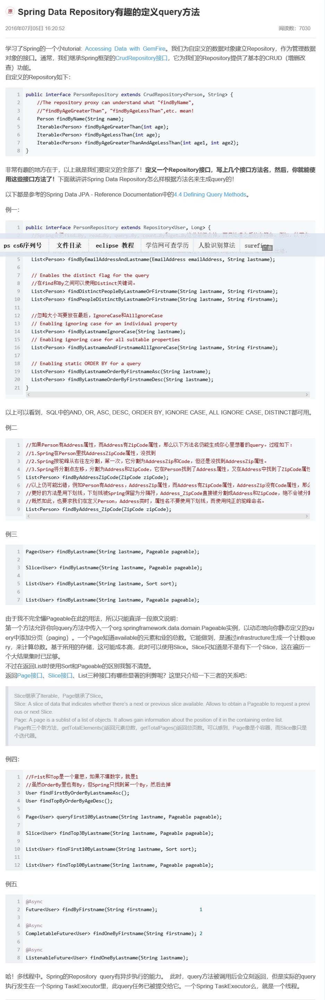 原 Spring Data Repository有趣的定义query方法
2016年07月05日 16:20:52 阅读数：7030
学习了Spring的一个小tutorial: Accessing Data with GemFire。我们为自定义的数据对象建立Repository，作为管理数据
对象的接口。通常，我们继承Spring框架的CrudRepository接口，它为我们的Repository提供了基本的CRUD（增删改
查）功能。
自定义的Repository如下：
1 public interface PersonRepository extends CrudRepository<Person, String> {
2 //The repository proxy can understand what "findByName",
3 //"findByAgeGreaterThan", "findByAgeLessThan",etc. mean!
4 Person findByName(String name);
5 Iterable<Person> findByAgeGreaterThan(int age);
6 Iterable<Person> findByAgeLessThan(int age);
7 Iterable<Person> findByAgeGreaterThanAndAgeLessThan(int age1, int age2);
8 }
非常有趣的地方在于，以上就是我们要定义的全部了！定义一个Repository接口，写上几个接口方法名，然后，你就能使
用这些接口方法了！下面就讲讲Spring Data Repository怎么样根据方法名来生成query的！
以下都是参考的Spring Data JPA - Reference Documentation中的4.4 Defining Query Methods。
例一：
1 public interface PersonRepository extends Repository<User, Long> {
ps cs6序列号 文件目录 eclipse 教程 学信网可查学历 人脸识别算法 surefire 广告
5 List<Person> findByEmailAddressAndLastname(EmailAddress emailAddress, String lastname);
6
7 // Enables the distinct flag for the query
8 //在find和By之间可以使用Distinct关键词。
9 List<Person> findDistinctPeopleByLastnameOrFirstname(String lastname, String firstname);
10 List<Person> findPeopleDistinctByLastnameOrFirstname(String lastname, String firstname);
11
12 //忽略大小写要放在最后，IgnoreCase和AllIgnoreCase
13 // Enabling ignoring case for an individual property
14 List<Person> findByLastnameIgnoreCase(String lastname);
15 // Enabling ignoring case for all suitable properties
16 List<Person> findByLastnameAndFirstnameAllIgnoreCase(String lastname, String firstname);
17
18 // Enabling static ORDER BY for a query
19 List<Person> findByLastnameOrderByFirstnameAsc(String lastname);
20 List<Person> findByLastnameOrderByFirstnameDesc(String lastname);
21 }
以上可以看到，SQL中的AND, OR, ASC, DESC, ORDER BY, IGNORE CASE, ALL IGNORE CASE, DISTINCT都可用。
例二
1 //如果Person有Address属性，而Address有ZipCode属性，那么以下方法名仍能生成你心里想着的query。过程如下：
2 //1.Spring在Person里找AddressZipCode属性，没找到
3 //2.Spring按驼峰从右往左分割，第一次，它分割为AddressZip和Code，但还是没找到AddressZip属性。
4 //3.Spring将分割点左移，分割为Address和ZipCode，它在Person找到了Address属性，又在Address中找到了ZipCode属性
5 List<Person> findByAddressZipCode(ZipCode zipCode);
6 //以上仍可能出错，例如Person有Address，AddressZip属性，而Address有ZipCode属性，AddressZip没有Code属性，那么
7 //更好的方法是用下划线，下划线被Spring保留为分隔符，Address_ZipCode直接被分割成Address和ZipCode，绝不会被分割
8 //既然如此，也要求我们在定义Person，Address类时，属性名不要使用下划线，而使用纯正的驼峰命名。
9 List<Person> findByAddress_ZipCode(ZipCode zipCode);
例三
1 Page<User> findByLastname(String lastname, Pageable pageable);
2
3 Slice<User> findByLastname(String lastname, Pageable pageable);
4
5 List<User> findByLastname(String lastname, Sort sort);
6
7 List<User> findByLastname(String lastname, Pageable pageable);
由于我不完全懂Pageable在此的用法，所以只能直译一段原文说明：
第一个方法允许你向query方法中传入一个org.springframework.data.domain.Pageable实例，以动态地向你静态定义的qu
ery中添加分页（paging）。一个Page知道available的元素和业的总数。它能做到，是通过infrastructure生成一个计数que
ry，来计算总数。基于所用的存储，这可能成本高，此时可以使用Slice。Slice只知道是不是有下一个Slice，这在遍历一
个大结果集时已足够。
不过在返回List时使用Sort和Pageable的区别我暂不清楚。
返回Page接口、Slice接口、List三种接口有哪些显著的利弊呢？这里只介绍一下三者的关系吧：
Slice继承了Iterable，Page继承了Slice。
Slice: A slice of data that indicates whether there's a next or previous slice available. Allows to obtain a Pageable to request a previ
ous or next Slice.
Page: A page is a sublist of a list of objects. It allows gain information about the position of it in the containing entire list.
Page有三个新方法，getTotalElements()返回元素总数，getTotalPages()返回总页数。可以感到，Page像是个容器，而Slice像只是
个迭代器。
例四：
1 //Frist和Top是一个意思，如果不填数字，就是1
2 //虽然OrderBy里也有By，但Spring只找到第一个By，然后去掉
3 User findFirstByOrderByLastnameAsc();
4 User findTopByOrderByAgeDesc();
5
6 Page<User> queryFirst10ByLastname(String lastname, Pageable pageable);
7
8 Slice<User> findTop3ByLastname(String lastname, Pageable pageable);
9
10 List<User> findFirst10ByLastname(String lastname, Sort sort);
11
12 List<User> findTop10ByLastname(String lastname, Pageable pageable);
例五
1 @Async
2 Future<User> findByFirstname(String firstname); 1
3
4 @Async
5 CompletableFuture<User> findOneByFirstname(String firstname); 2
6
7 @Async
8 ListenableFuture<User> findOneByLastname(String lastname);
哈！多线程中。Spring的Repository query有异步执行的能力。 此时，query方法被调用后会立刻返回，但是实际的query
执行发生在一个Spring TaskExecutor里，此query任务已被提交给它。一个Spring TaskExecutor么，就是一个线程。